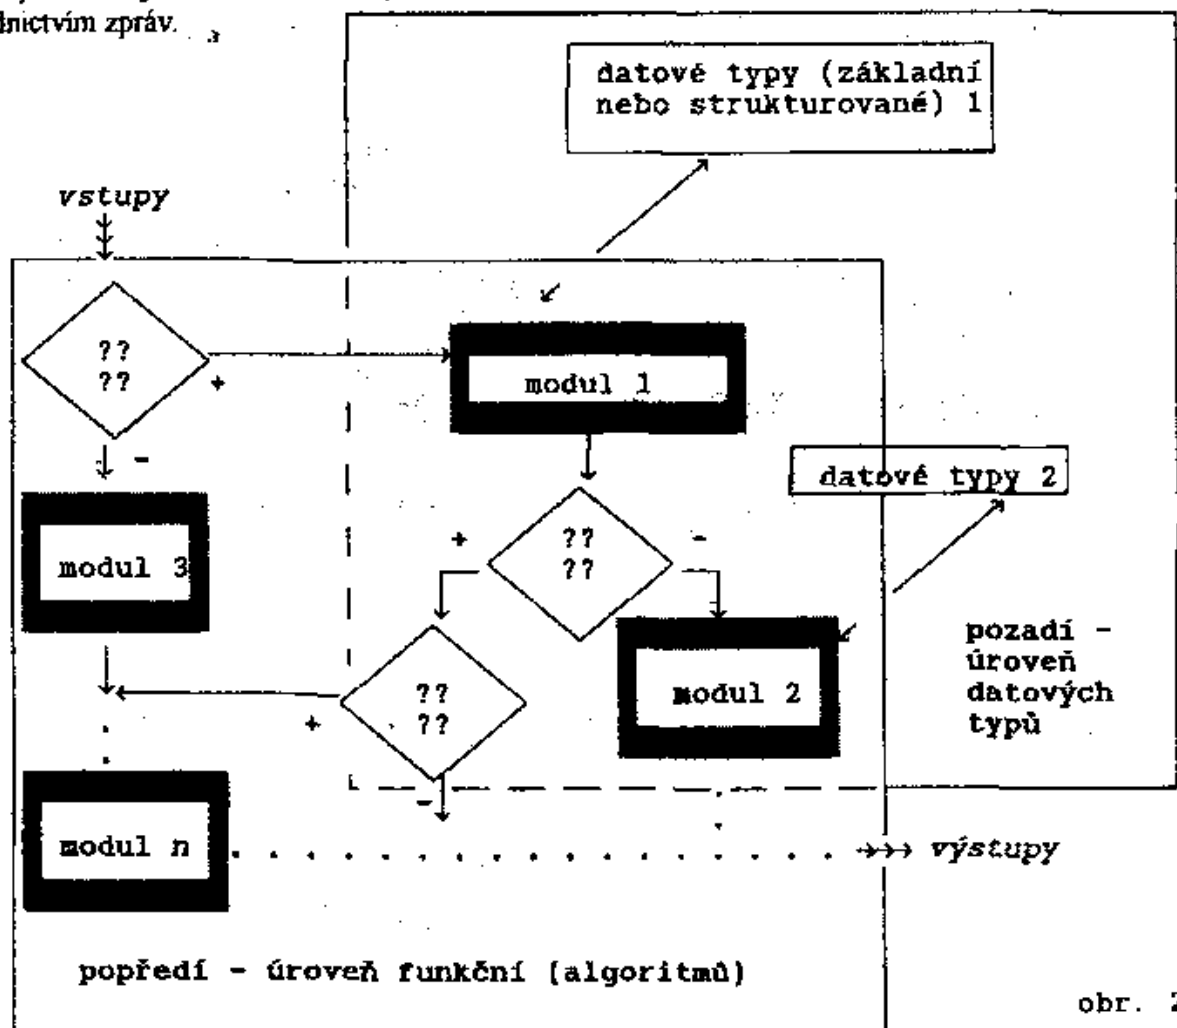 dnictvím zpráv.
datové typy (základní
nebo strukturované) 1
vstupy
??
??
+
modul 1
-
datové typy 2
+
??
??
-
modul 3
pozadí -
úroveň
datových
typů
??
??
modul 2
+
-
modul n
výstupy
popředí - úroveň funkční (algoritmů)
obr. 2